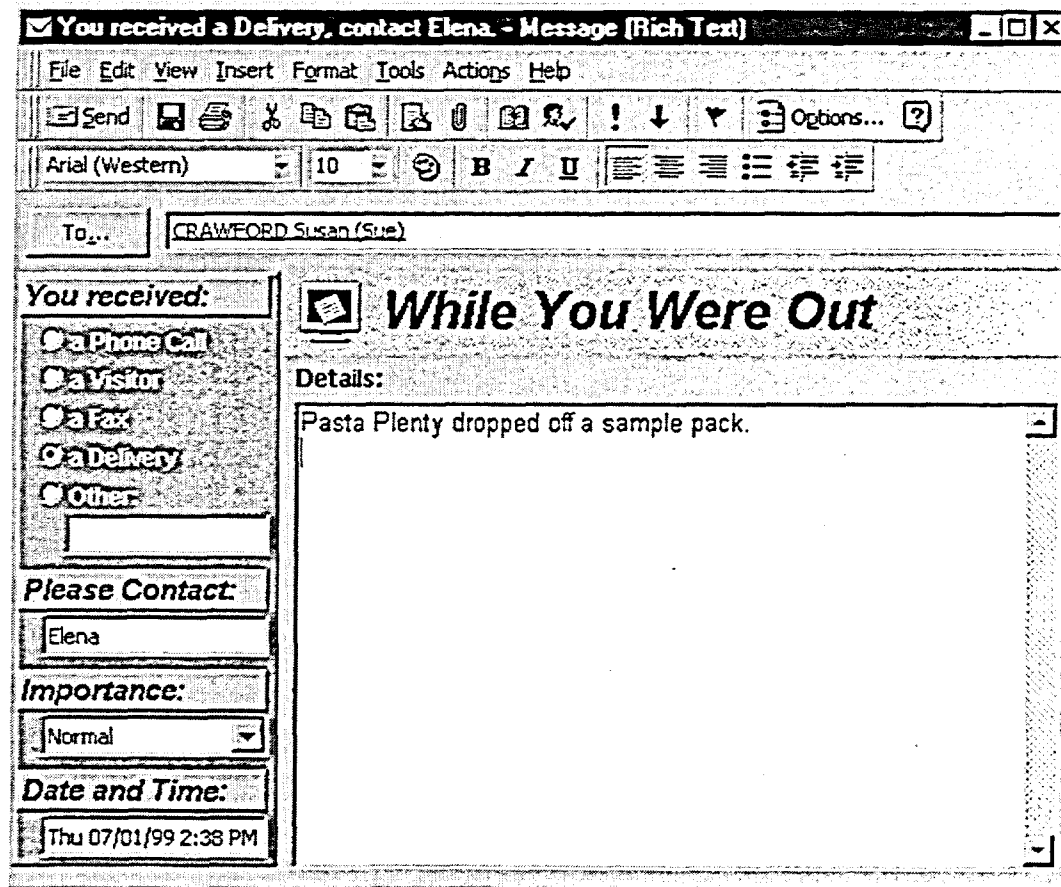 You received a Delivery, contact Elena. - Message (Rich Text)
File Edit View Insert Format Tools Actions Help
Send Options...
Arial (Western) 10 B I U
To... CRAWFORD Susan (Sue)
You received:
a Phone Call
a Visitor
a Fax
a Delivery
Other:
Please Contact:
Elena
Importance:
Normal
Date and Time:
Thu 07/01/99 2:38 PM
While You Were Out
Details:
Pasta Plenty dropped off a sample pack.